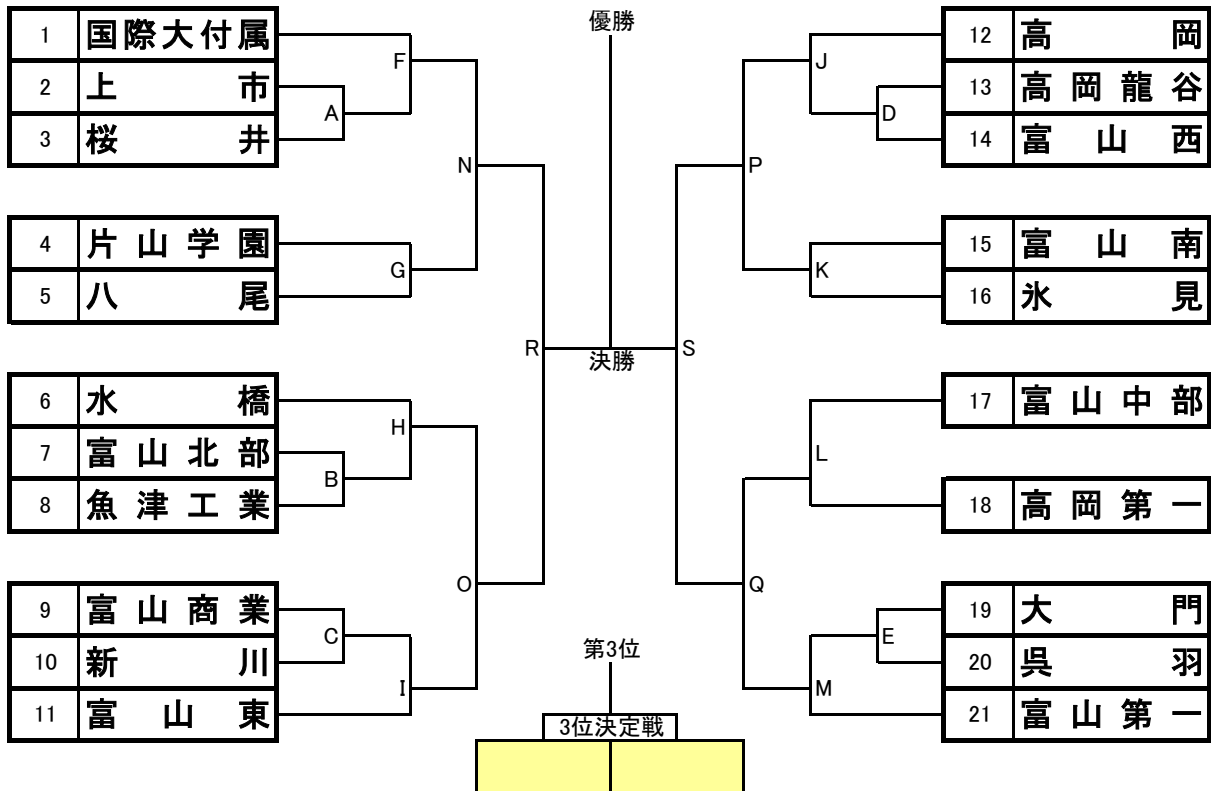 優勝
1 国際大付属
2 上市
3 桜井
4 片山学園
5 八尾
6 水橋
7 富山北部
8 魚津工業
9 富山商業
10 新川
11 富山東
F
A
N
G
R
H
B
O
C
I
決勝
第3位
3位決定戦
J
D
P
K
S
L
Q
E
M
12 高岡
13 高岡龍谷
14 富山西
15 富山南
16 氷見
17 富山中部
18 高岡第一
19 大門
20 呉羽
21 富山第一